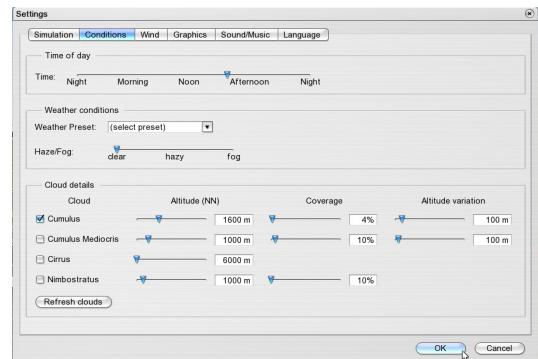 Settings
Simulation Conditions Wind Graphics Sound/Music Language
Time of day
Time:
Night Morning Noon Afternoon Night
Weather conditions
Weather Preset: (select preset)
Haze/Fog:
clear hazy fog
Cloud details
Cloud Altitude (NN) Coverage Altitude variation
Cumulus 1600 m 4% 100 m
Cumulus Mediocris 1000 m 10% 100 m
Cirrus 6000 m
Nimbostratus 1000 m 10%
Refresh clouds
OK Cancel